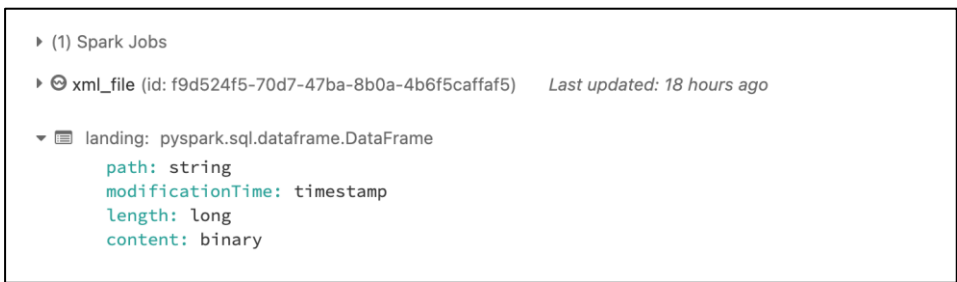 (1) Spark Jobs
xml_file (id: f9d524f5-70d7-47ba-8b0a-4b6f5caffaf5) Last updated: 18 hours ago
landing: pyspark.sql.dataframe.DataFrame
path: string
modificationTime: timestamp
length: long
content: binary